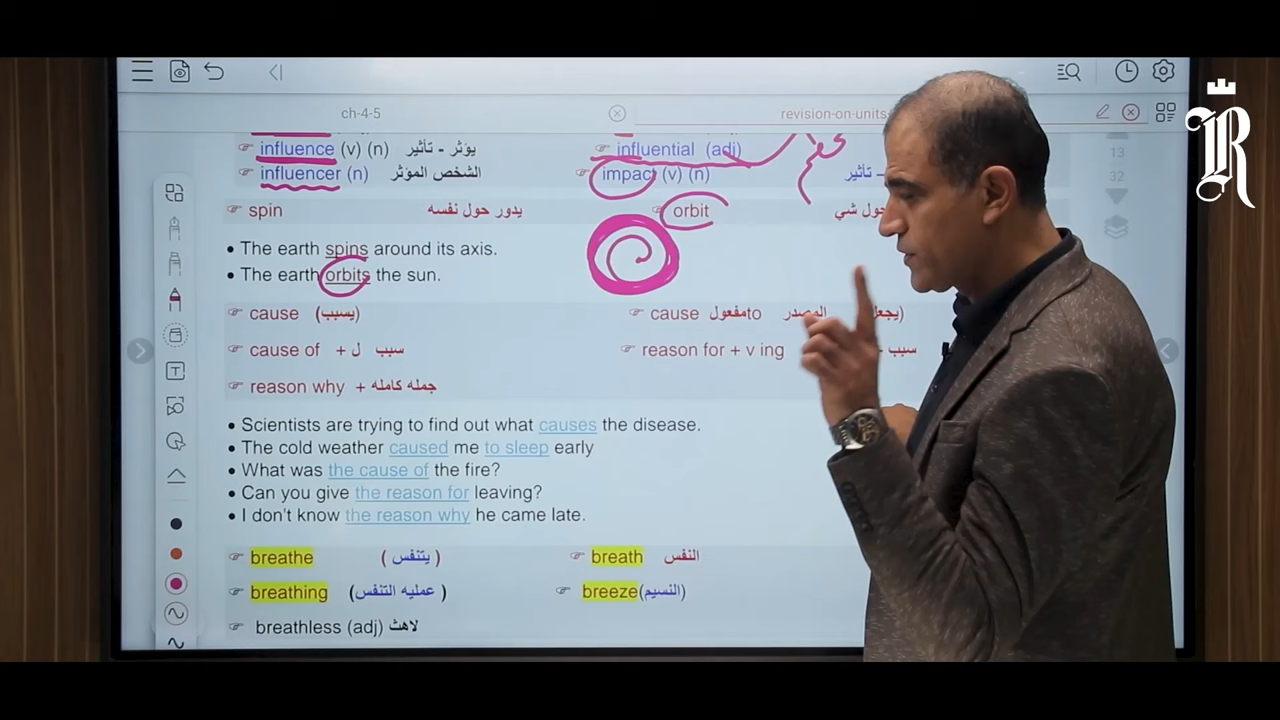 ch-4-5
revision-on-units-
13
32
influence (v) (n) يؤثر - تأثير
influential (adj)
influencer (n) الشخص المؤثر
impact (v) (n) - تأثير
spin يدور حول نفسه
orbit حول شي
• The earth spins around its axis.
• The earth orbits the sun.
cause (يسبب)
cause مفعول to المصدر (يجعل
cause of + سبب ل
reason for + v ing - سبب
reason why + جمله كامله
• Scientists are trying to find out what causes the disease.
• The cold weather caused me to sleep early
• What was the cause of the fire?
• Can you give the reason for leaving?
• I don't know the reason why he came late.
breathe (يتنفس)
breath النفس
breathing (عمليه التنفس)
breeze(النسيم)
breathless (adj) لاهث
R